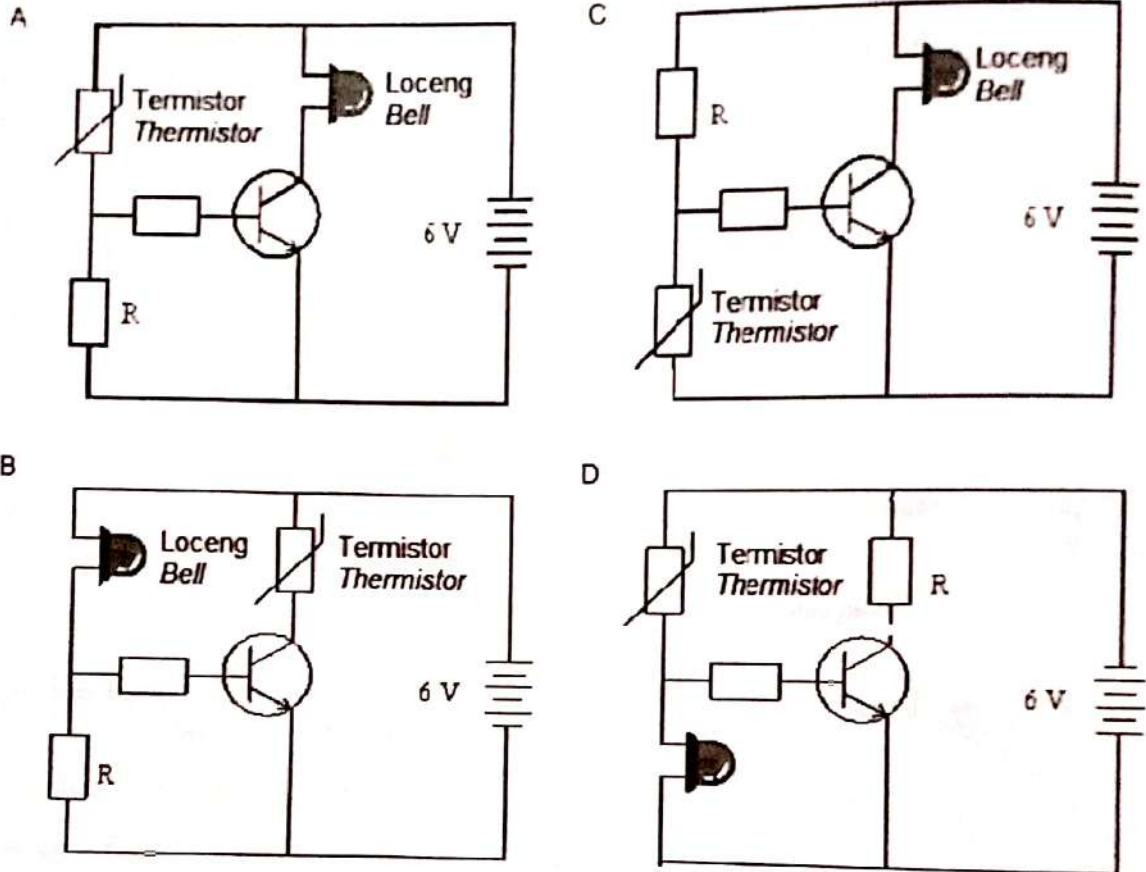 A
Termistor
Thermistor
Loceng
Bell
6 V
R
C
R
Loceng
Bell
6 V
Termistor
Thermistor
B
Loceng
Bell
Termistor
Thermistor
6 V
R
D
Termistor
Thermistor
R
6 V